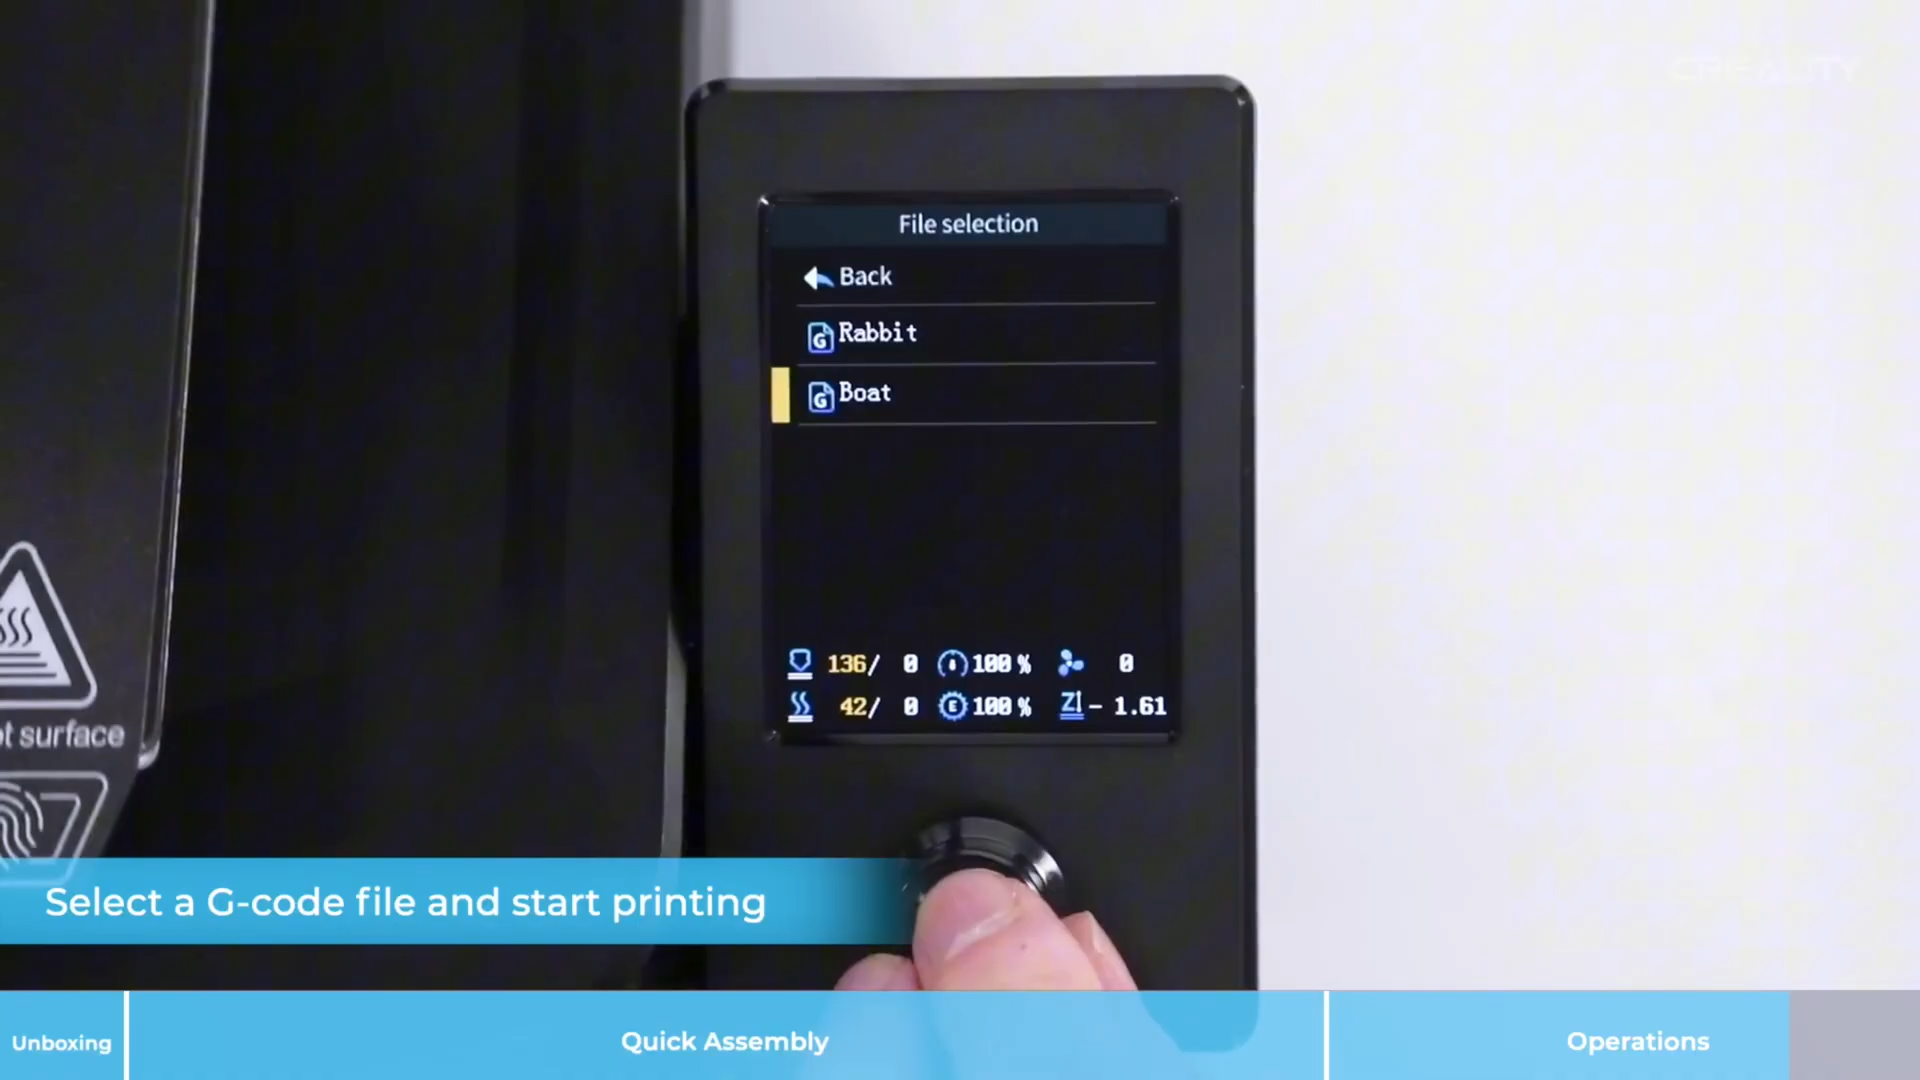 CREALITY
File selection
Back
G Rabbit
G Boat
136/ 0 100% 0
42/ 0 E 100% Z - 1.61
t surface
Select a G-code file and start printing
Unboxing Quick Assembly Operations